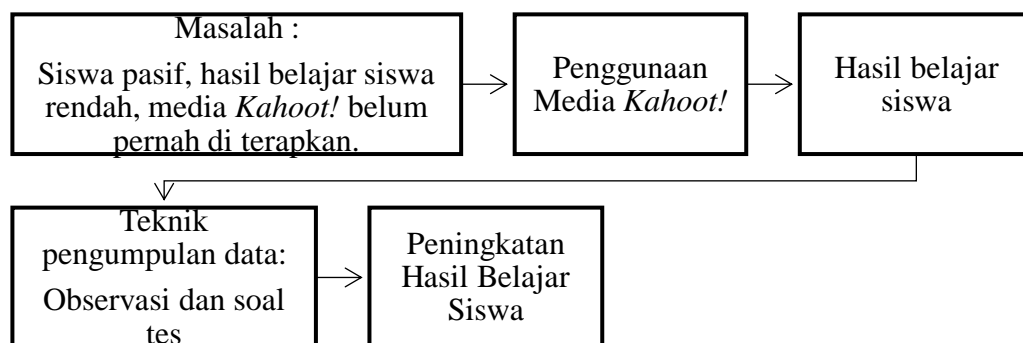 Masalah :
Siswa pasif, hasil belajar siswa
rendah, media Kahoot! belum
pernah di terapkan.
Penggunaan
Media Kahoot!
Hasil belajar
siswa
Teknik
pengumpulan data:
Observasi dan soal
tes
Peningkatan
Hasil Belajar
Siswa